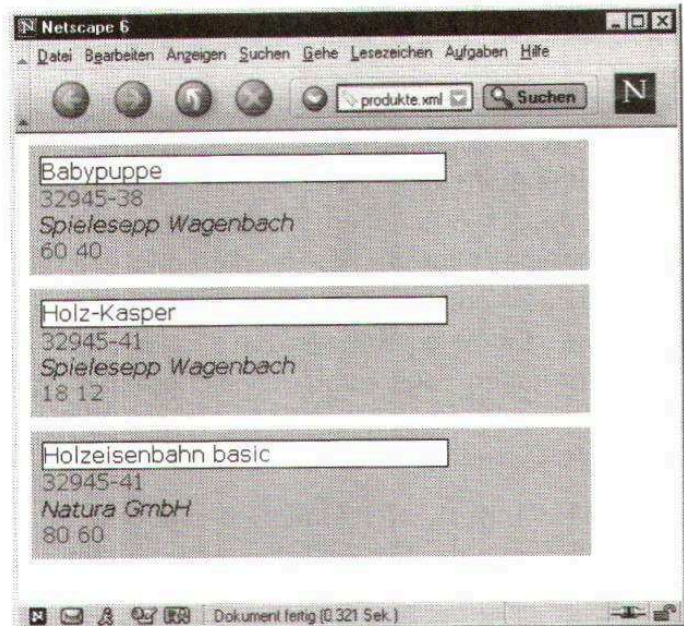 Netscape 6
Datei Bearbeiten Anzeigen Suchen Gehe Lesezeichen Aufgaben Hilfe
produkte.xml Suchen N
Babypuppe
32945-38
Spielesepp Wagenbach
60 40
Holz-Kasper
32945-41
Spielesepp Wagenbach
18 12
Holzeisenbahn basic
32945-41
Natura GmbH
80 60
Dokument fertig (0.321 Sek.)